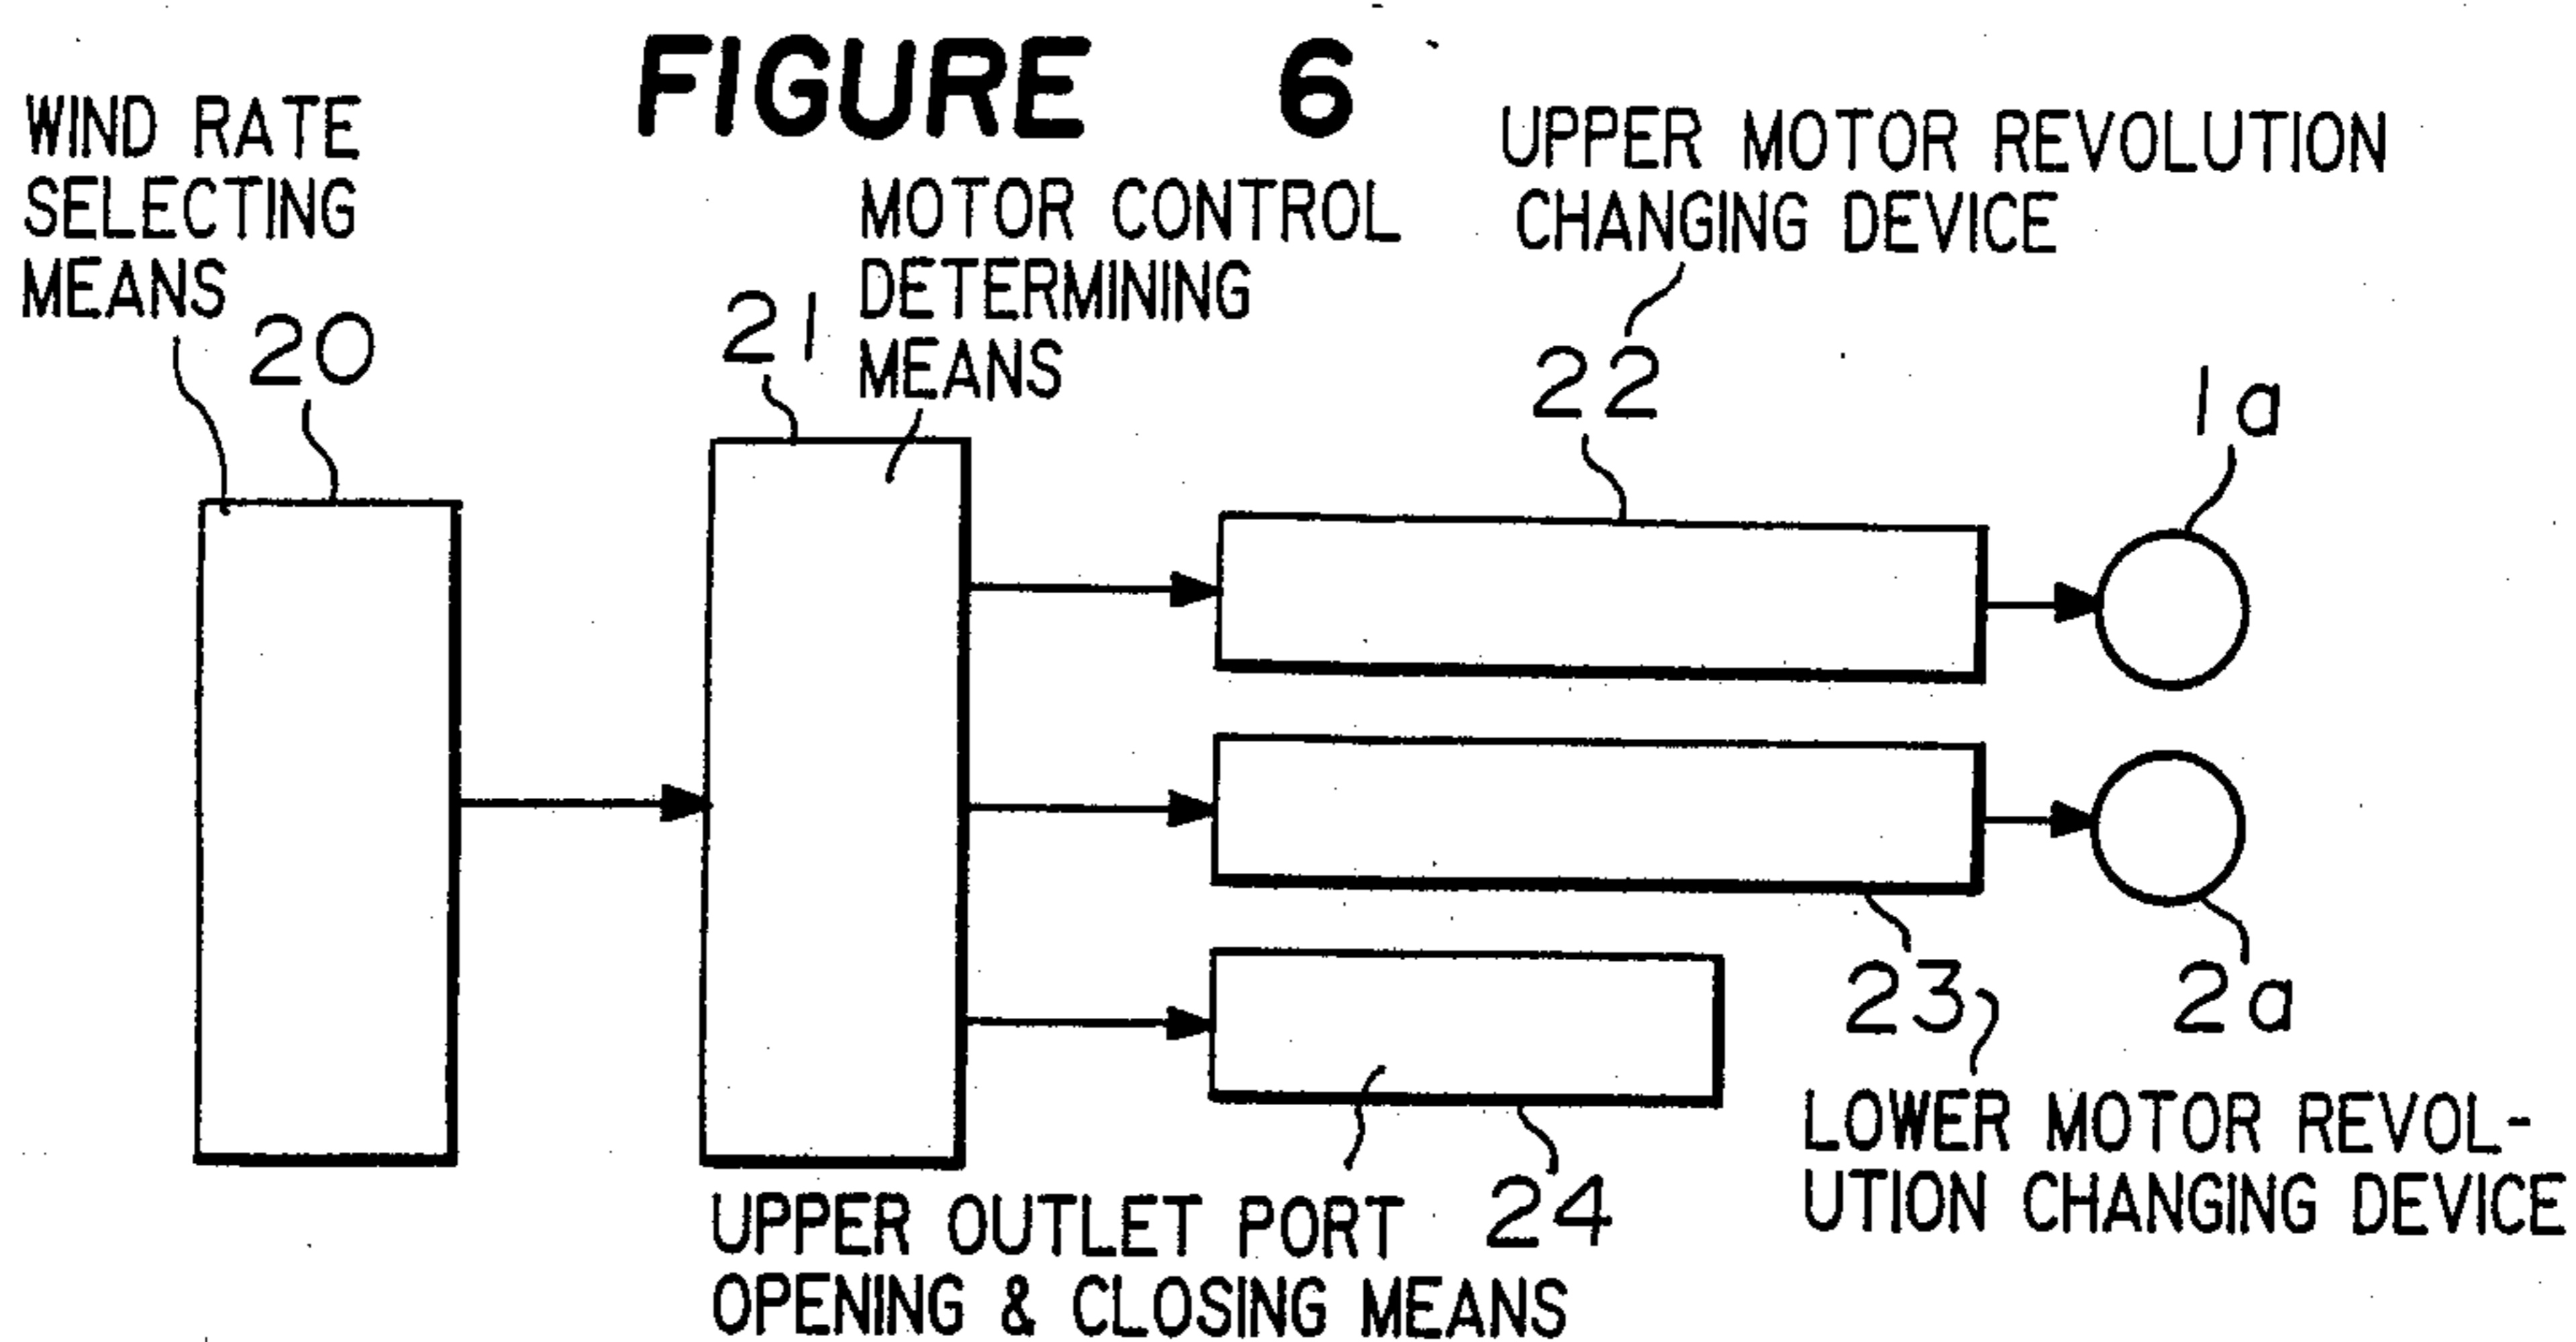 FIGURE 6
WIND RATE
SELECTING
MEANS
20
21
MOTOR CONTROL
DETERMINING
MEANS
UPPER MOTOR REVOLUTION
CHANGING DEVICE
22
1a
23
2a
LOWER MOTOR REVOL-
UTION CHANGING DEVICE
24
UPPER OUTLET PORT
OPENING & CLOSING MEANS